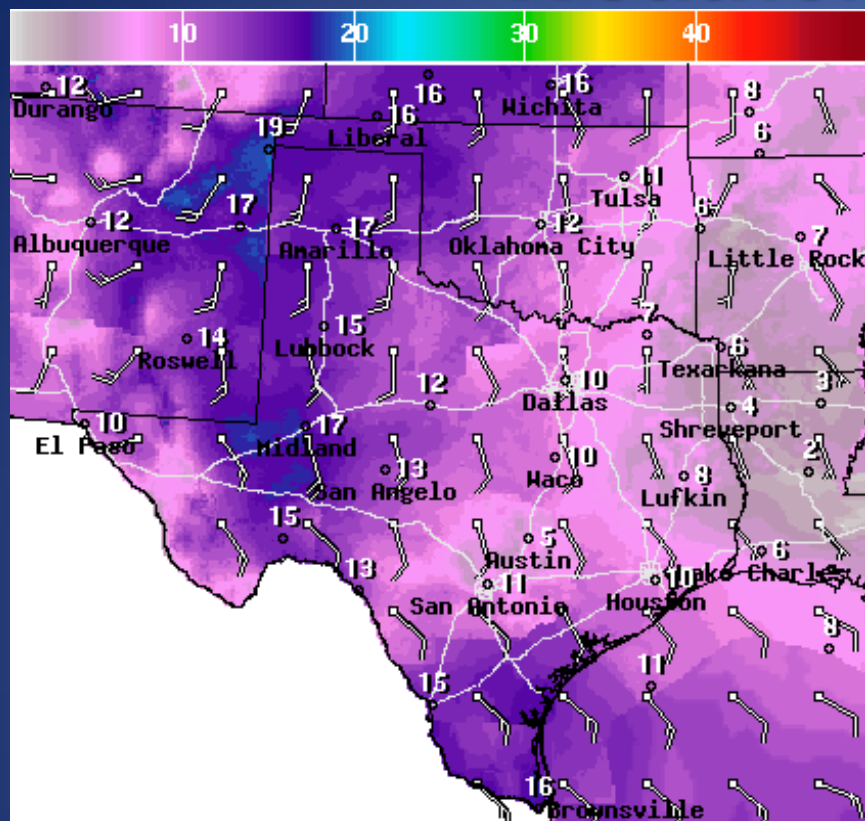 10 20 30 40
12 16 16 8
Durango Wichita
16
Liberal
19 6
11
Tulsa
12 17 17 12 6 7
Albuquerque Amarillo Oklahoma City Little Rock
14 15 7
Roswell Lubbock 6
Texarkana
10 12 10 4 3
Dallas
El Paso 17 Shreveport
Midland
13 10 8 2
San Angelo Waco Lufkin
15 5 6
Austin
13 11 10 Lake Charles
San Antonio Houston
8
15 11
16
Brownsville